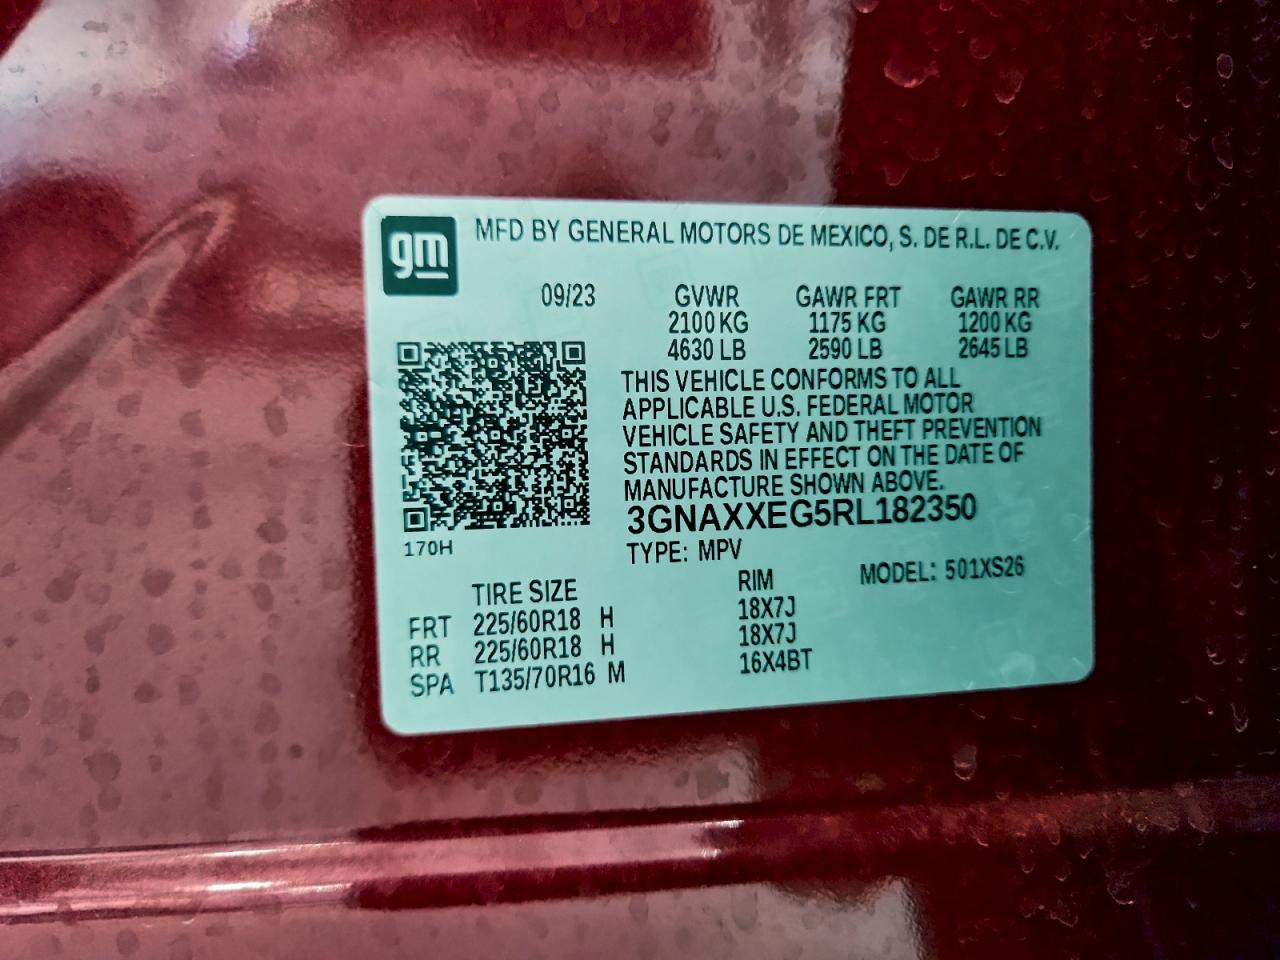 gm
MFD BY GENERAL MOTORS DE MEXICO, S. DE R.L. DE C.V.
09/23 GVWR GAWR FRT GAWR RR
2100 KG 1175 KG 1200 KG
4630 LB 2590 LB 2645 LB
THIS VEHICLE CONFORMS TO ALL
APPLICABLE U.S. FEDERAL MOTOR
VEHICLE SAFETY AND THEFT PREVENTION
STANDARDS IN EFFECT ON THE DATE OF
MANUFACTURE SHOWN ABOVE.
3GNAXXEG5RL182350
170H
TYPE: MPV
MODEL: 501XS26
TIRE SIZE RIM
FRT 225/60R18 H 18X7J
RR 225/60R18 H 18X7J
SPA T135/70R16 M 16X4BT